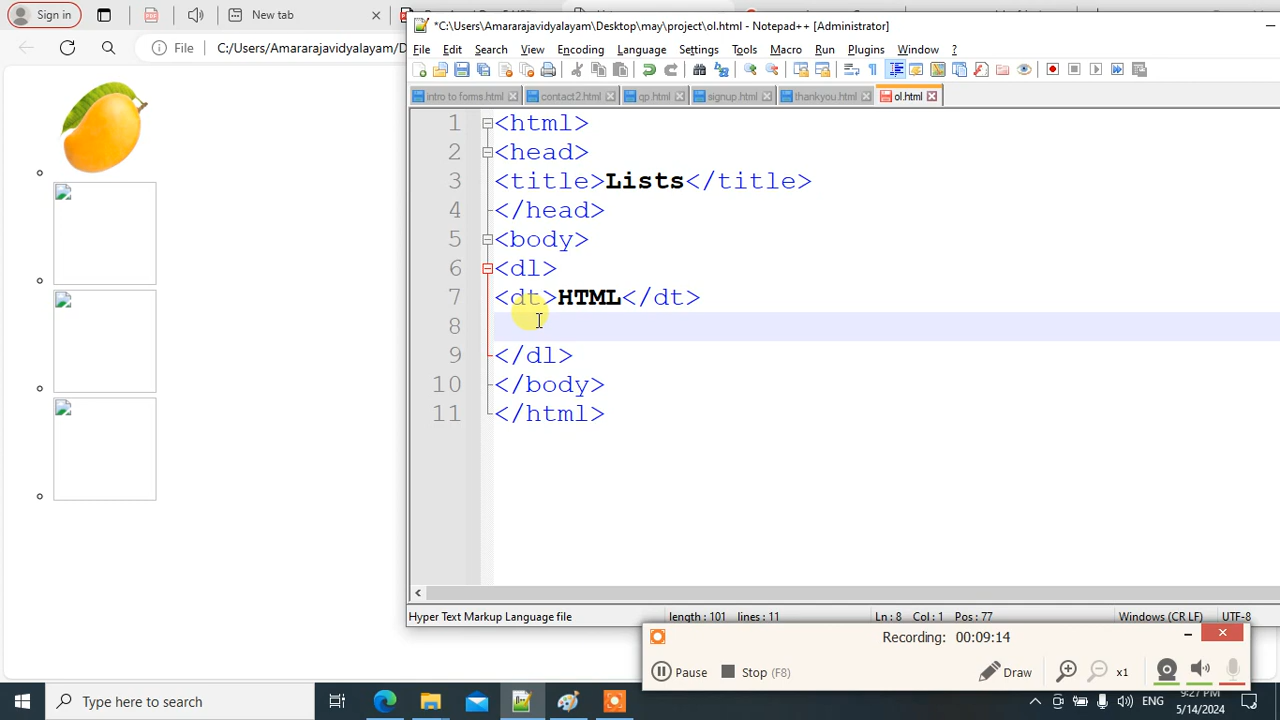 Sign in
New tab
*C:\Users\Amararajavidyalayam\Desktop\may\project\ol.html - Notepad++ [Administrator]
File
C:/Users/Amararajavidyalayam/D
File Edit Search View Encoding Language Settings Tools Macro Run Plugins Window ?
intro to forms.html contact2.html qp.html signup.html thankyou.html ol.html
1 <html>
2 <head>
3 <title>Lists</title>
4 </head>
5 <body>
6 <dl>
7 <dt>HTML</dt>
8
9 </dl>
10 </body>
11 </html>
Hyper Text Markup Language file length : 101 lines : 11 Ln : 8 Col : 1 Pos : 77 Windows (CR LF) UTF-8
Recording: 00:09:14
Pause Stop (F8) Draw x1
Type here to search
ENG
9:27 PM
5/14/2024